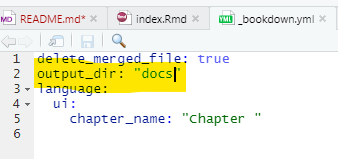 README.md* index.Rmd _bookdown.yml
1 delete_merged_file: true
2 output_dir: "docs"
3 language:
4 ui:
5 chapter_name: "Chapter "
6